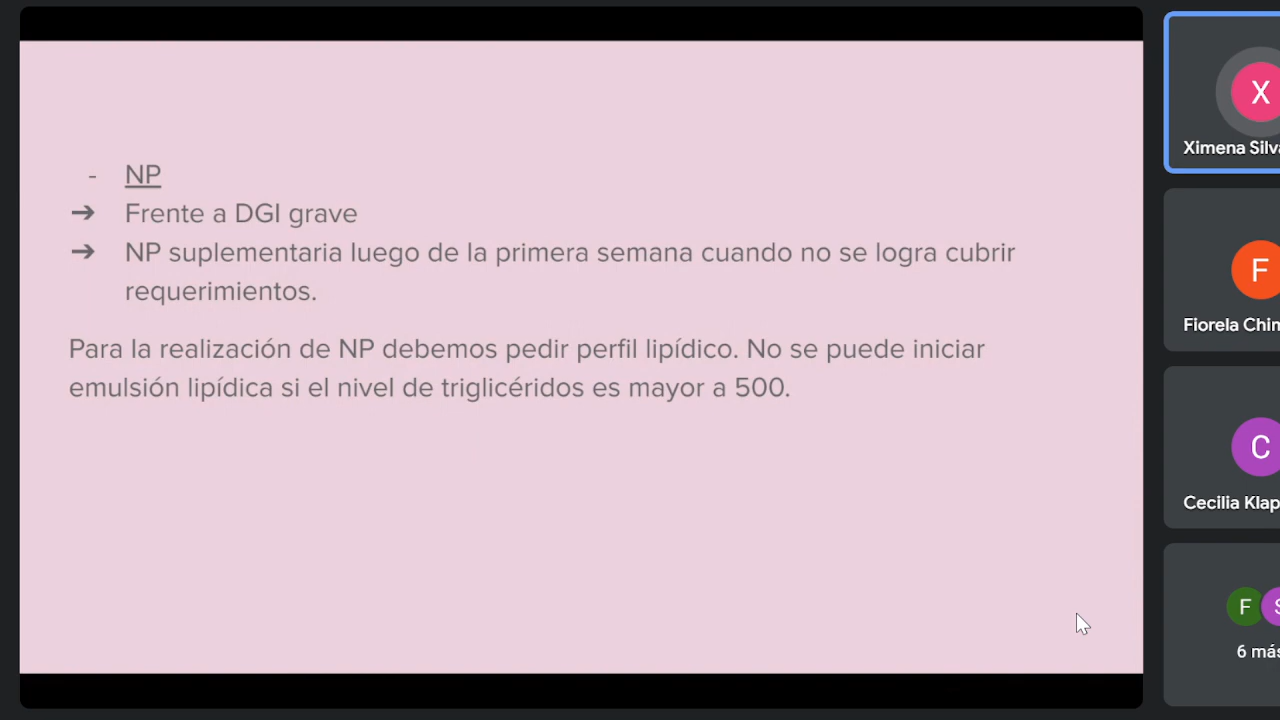 - NP
➔ Frente a DGI grave
➔ NP suplementaria luego de la primera semana cuando no se logra cubrir
requerimientos.
Para la realización de NP debemos pedir perfil lipídico. No se puede iniciar
emulsión lipídica si el nivel de triglicéridos es mayor a 500.
X
Ximena Silva
F
Fiorela Chin
C
Cecilia Klap
F S
6 más